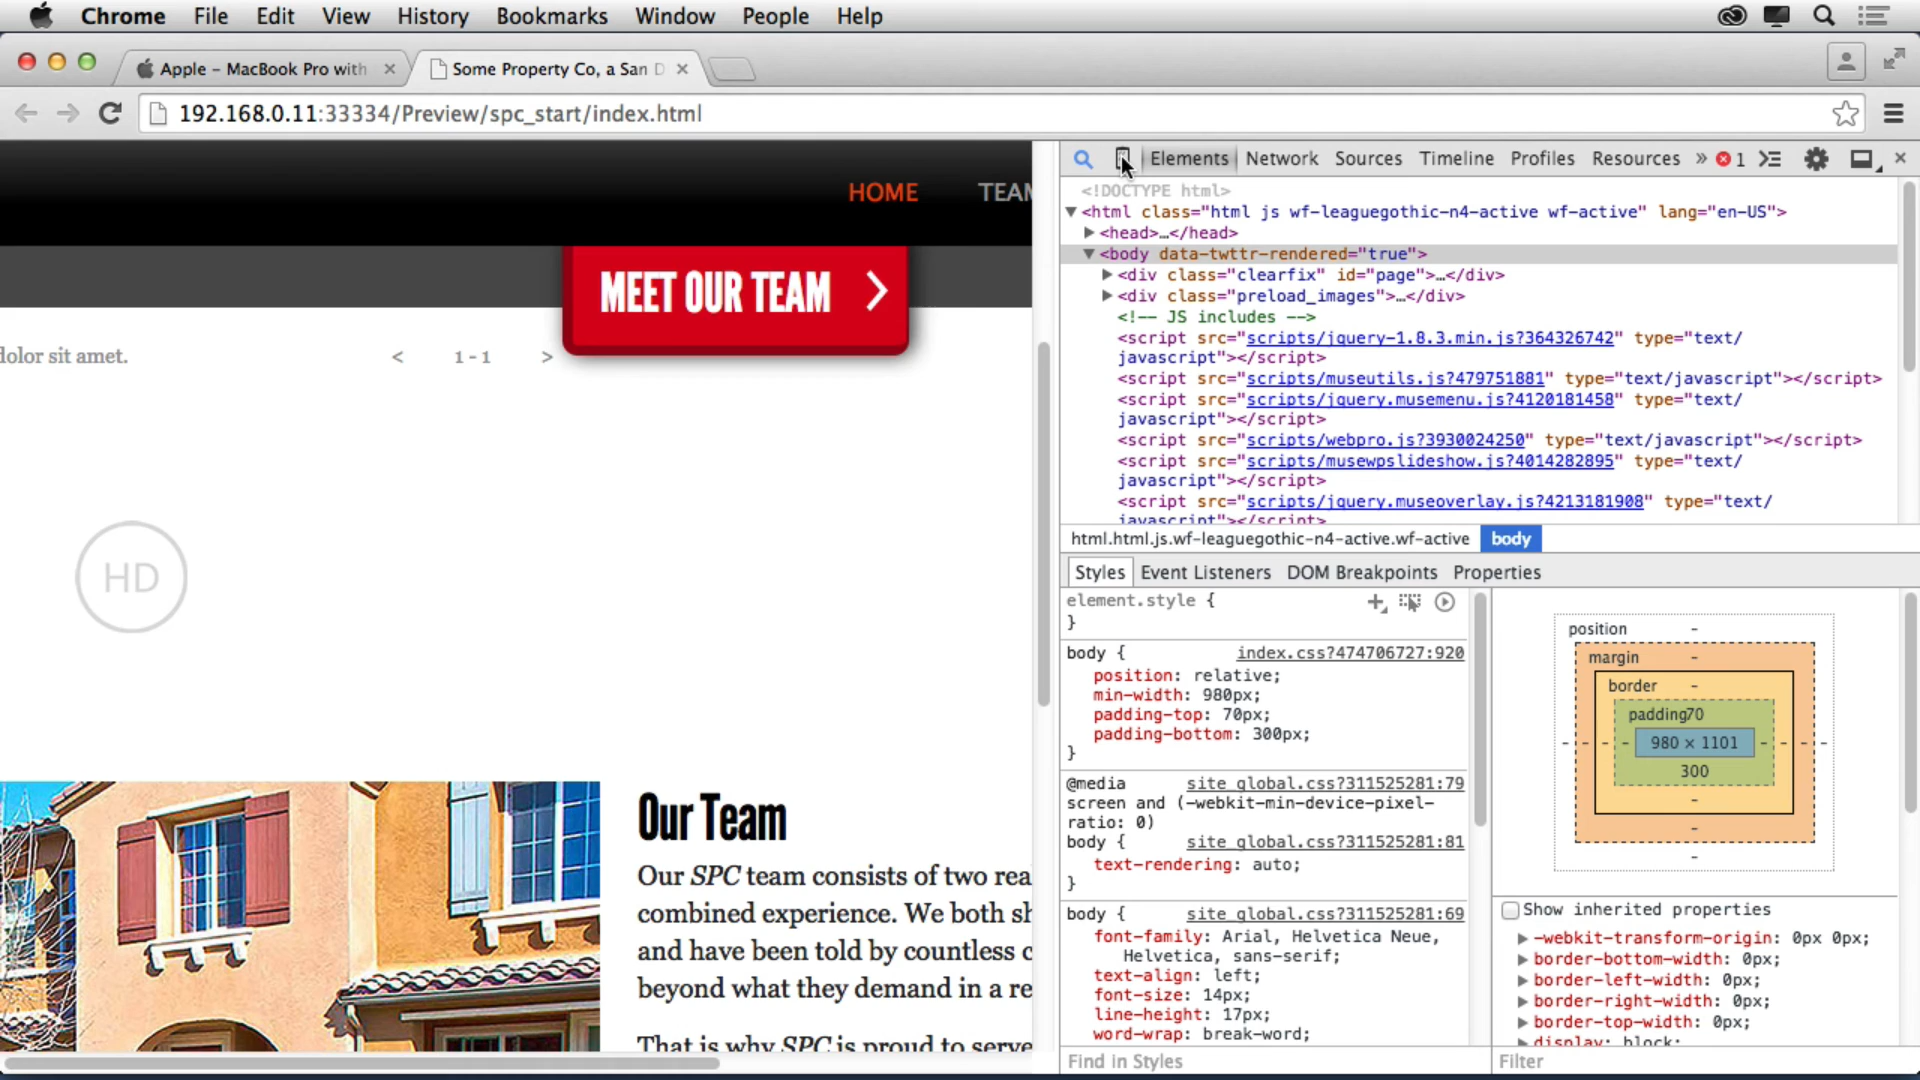 Chrome File Edit View History Bookmarks Window People Help
Apple – MacBook Pro with
Some Property Co, a San D
192.168.0.11:33334/Preview/spc_start/index.html
HOME
TEAM
MEET OUR TEAM
dolor sit amet.
< 1 - 1 >
HD
Our Team
Our SPC team consists of two rea
combined experience. We both sh
and have been told by countless c
beyond what they demand in a re
That is why SPC is proud to serve
Elements Network Sources Timeline Profiles Resources » 1
<!DOCTYPE html>
<html class="html js wf-leaguegothic-n4-active wf-active" lang="en-US">
<head>…</head>
<body data-twttr-rendered="true">
<div class="clearfix" id="page">…</div>
<div class="preload_images">…</div>
<!-- JS includes -->
<script src="scripts/jquery-1.8.3.min.js?364326742" type="text/
javascript"></script>
<script src="scripts/museutils.js?479751881" type="text/javascript"></script>
<script src="scripts/jquery.musemenu.js?4120181458" type="text/
javascript"></script>
<script src="scripts/webpro.js?3930024250" type="text/javascript"></script>
<script src="scripts/musewpslideshow.js?4014282895" type="text/
javascript"></script>
<script src="scripts/jquery.museoverlay.js?4213181908" type="text/
javascript"></script>
html.html.js.wf-leaguegothic-n4-active.wf-active body
Styles Event Listeners DOM Breakpoints Properties
element.style {
}
body { index.css?474706727:920
position: relative;
min-width: 980px;
padding-top: 70px;
padding-bottom: 300px;
}
@media site_global.css?311525281:79
screen and (-webkit-min-device-pixel-
ratio: 0)
body { site_global.css?311525281:81
text-rendering: auto;
}
body { site_global.css?311525281:69
font-family: Arial, Helvetica Neue,
Helvetica, sans-serif;
text-align: left;
font-size: 14px;
line-height: 17px;
word-wrap: break-word;
Find in Styles
position -
margin -
border -
padding70
- - - 980 × 1101 - - -
300
-
-
-
Show inherited properties
-webkit-transform-origin: 0px 0px;
border-bottom-width: 0px;
border-left-width: 0px;
border-right-width: 0px;
border-top-width: 0px;
display: block;
Filter